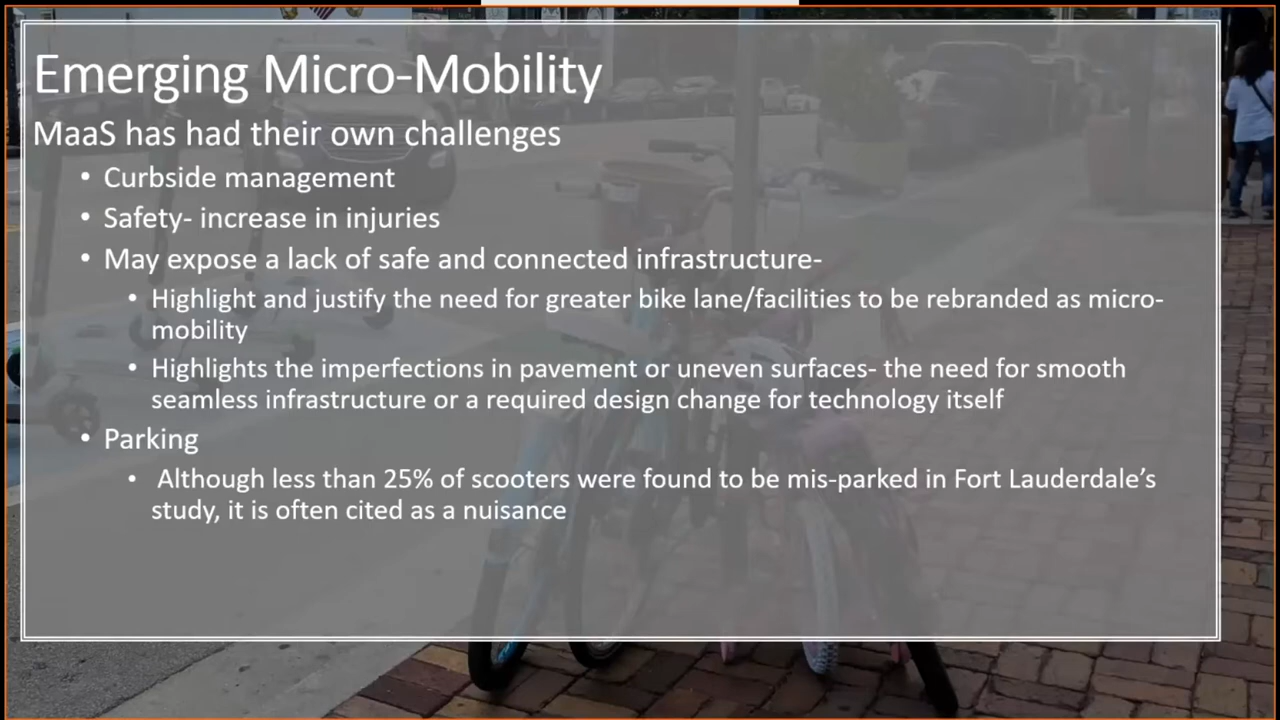 Emerging Micro-Mobility
MaaS has had their own challenges
• Curbside management
• Safety- increase in injuries
• May expose a lack of safe and connected infrastructure-
• Highlight and justify the need for greater bike lane/facilities to be rebranded as micro-
mobility
• Highlights the imperfections in pavement or uneven surfaces- the need for smooth
seamless infrastructure or a required design change for technology itself
• Parking
• Although less than 25% of scooters were found to be mis-parked in Fort Lauderdale’s
study, it is often cited as a nuisance